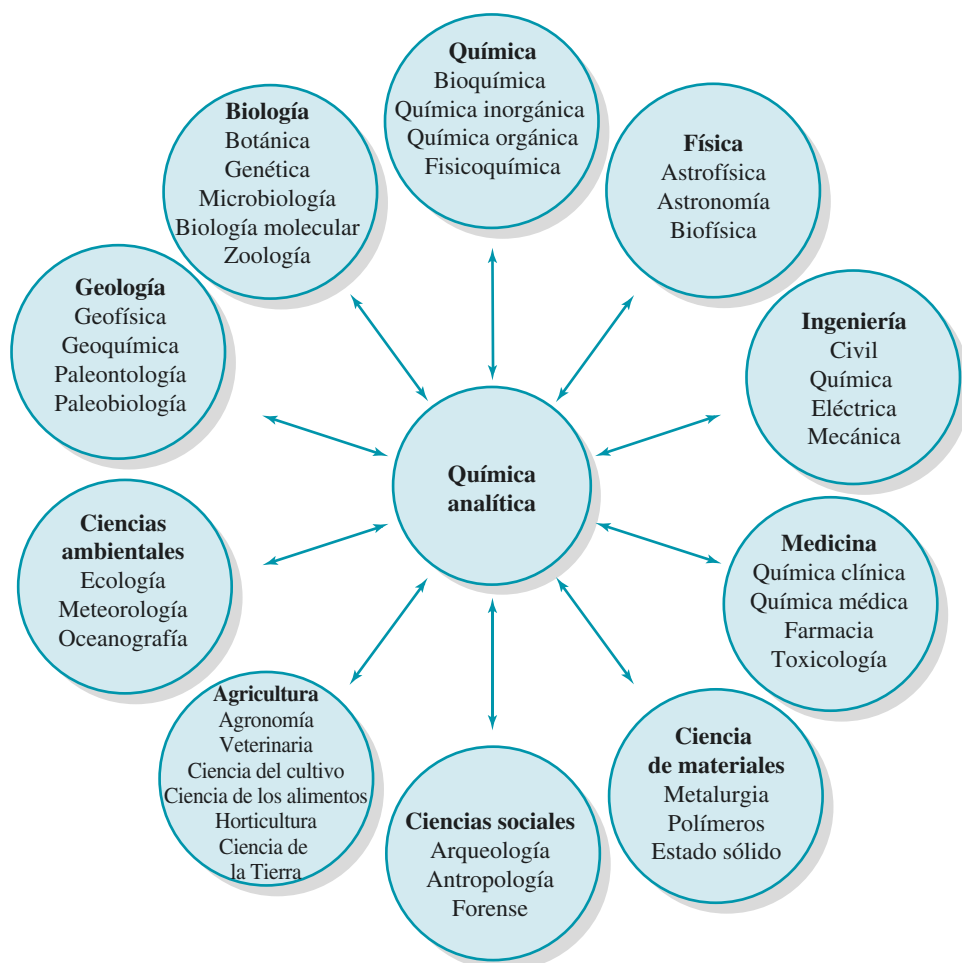 Química
Bioquímica
Química inorgánica
Química orgánica
Fisicoquímica
Física
Astrofísica
Astronomía
Biofísica
Ingeniería
Civil
Química
Eléctrica
Mecánica
Medicina
Química clínica
Química médica
Farmacia
Toxicología
Ciencia
de materiales
Metalurgia
Polímeros
Estado sólido
Ciencias sociales
Arqueología
Antropología
Forense
Agricultura
Agronomía
Veterinaria
Ciencia del cultivo
Ciencia de los alimentos
Horticultura
Ciencia de
la Tierra
Ciencias
ambientales
Ecología
Meteorología
Oceanografía
Geología
Geofísica
Geoquímica
Paleontología
Paleobiología
Biología
Botánica
Genética
Microbiología
Biología molecular
Zoología
Química
analítica